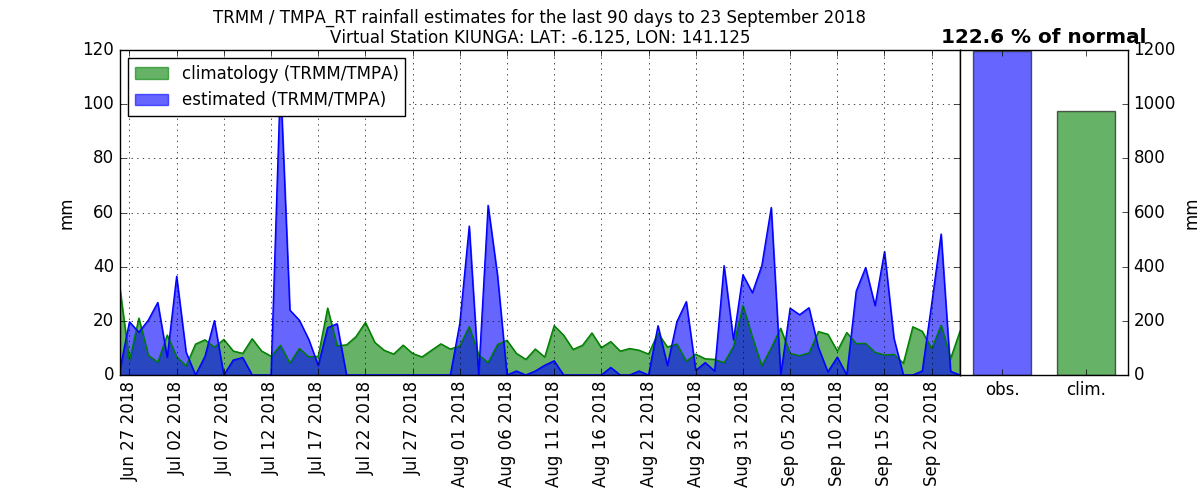 TRMM / TMPA_RT rainfall estimates for the last 90 days to 23 September 2018
Virtual Station KIUNGA: LAT: -6.125, LON: 141.125
122.6 % of normal
climatology (TRMM/TMPA)
estimated (TRMM/TMPA)
120
100
80
60
40
20
0
mm
1200
1000
800
600
400
200
0
mm
Jun 27 2018
Jul 02 2018
Jul 07 2018
Jul 12 2018
Jul 17 2018
Jul 22 2018
Jul 27 2018
Aug 01 2018
Aug 06 2018
Aug 11 2018
Aug 16 2018
Aug 21 2018
Aug 26 2018
Aug 31 2018
Sep 05 2018
Sep 10 2018
Sep 15 2018
Sep 20 2018
obs.
clim.